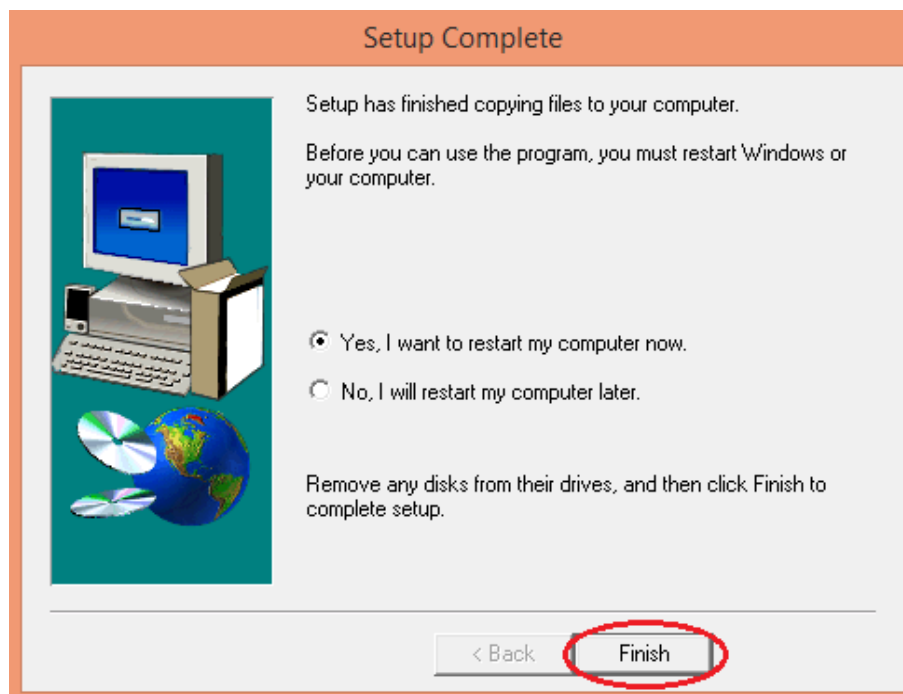 Setup Complete
Setup has finished copying files to your computer.
Before you can use the program, you must restart Windows or
your computer.
Yes, I want to restart my computer now.
No, I will restart my computer later.
Remove any disks from their drives, and then click Finish to
complete setup.
< Back
Finish